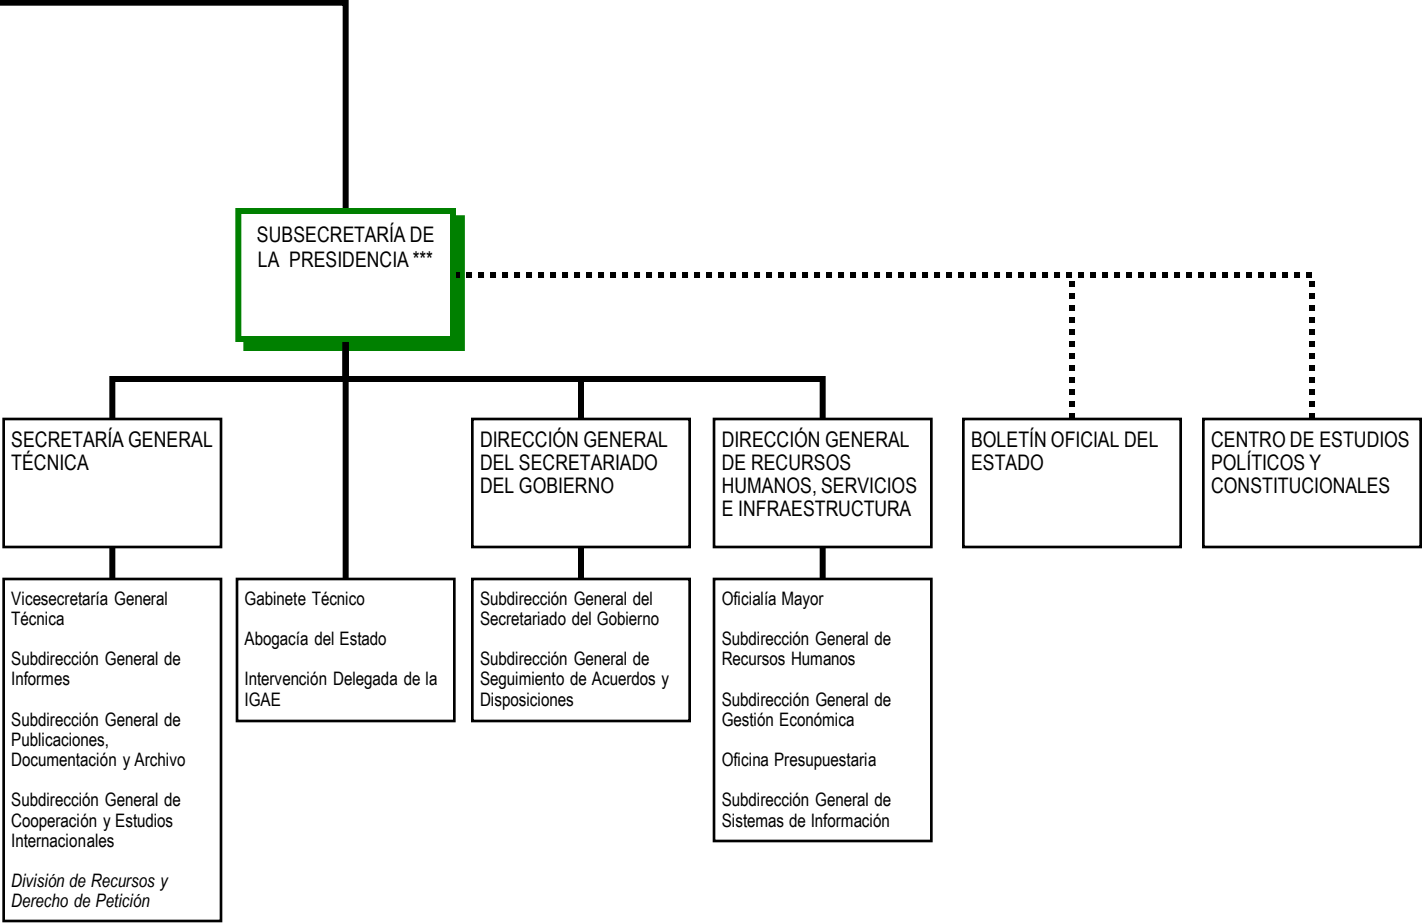 SUBSECRETARÍA DE
LA PRESIDENCIA ***
SECRETARÍA GENERAL
TÉCNICA
DIRECCIÓN GENERAL
DEL SECRETARIADO
DEL GOBIERNO
DIRECCIÓN GENERAL
DE RECURSOS
HUMANOS, SERVICIOS
E INFRAESTRUCTURA
BOLETÍN OFICIAL DEL
ESTADO
CENTRO DE ESTUDIOS
POLÍTICOS Y
CONSTITUCIONALES
Vicesecretaría General
Técnica
Subdirección General de
Informes
Subdirección General de
Publicaciones,
Documentación y Archivo
Subdirección General de
Cooperación y Estudios
Internacionales
División de Recursos y
Derecho de Petición
Gabinete Técnico
Abogacía del Estado
Intervención Delegada de la
IGAE
Subdirección General del
Secretariado del Gobierno
Subdirección General de
Seguimiento de Acuerdos y
Disposiciones
Oficialía Mayor
Subdirección General de
Recursos Humanos
Subdirección General de
Gestión Económica
Oficina Presupuestaria
Subdirección General de
Sistemas de Información